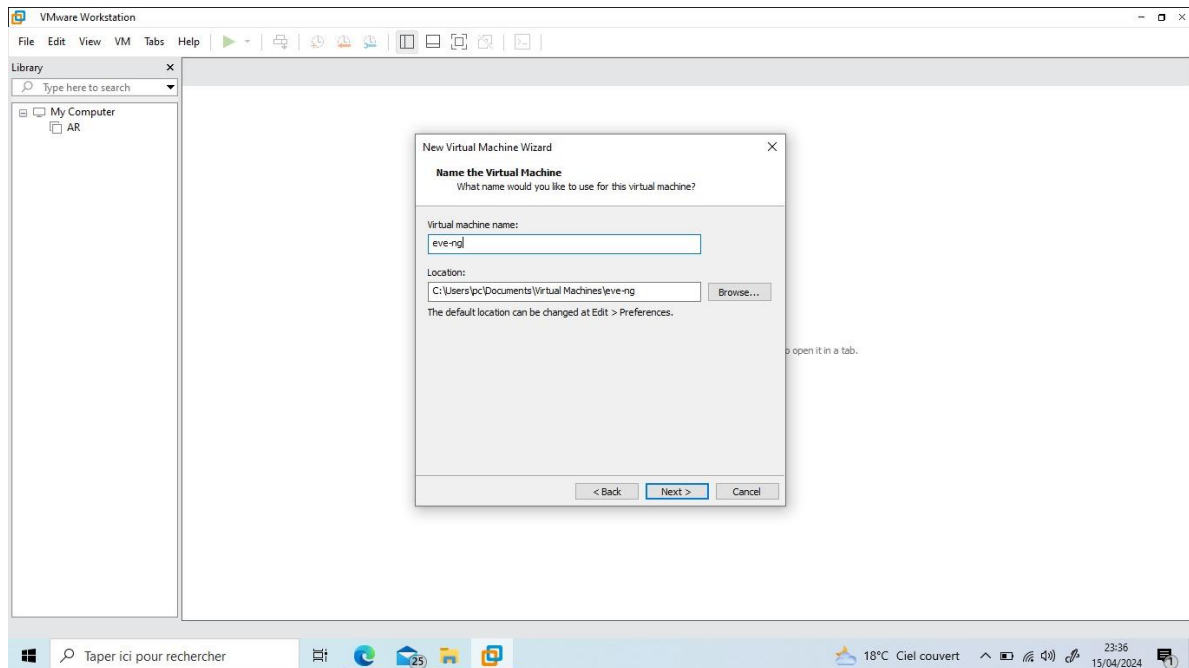 VMware Workstation
File Edit View VM Tabs Help
Library
Type here to search
My Computer
AR
New Virtual Machine Wizard
Name the Virtual Machine
What name would you like to use for this virtual machine?
Virtual machine name:
eve-ng
Location:
C:\Users\pc\Documents\Virtual Machines\eve-ng
Browse...
The default location can be changed at Edit > Preferences.
o open it in a tab.
< Back Next > Cancel
Taper ici pour rechercher
25
18°C Ciel couvert
23:36
15/04/2024
1